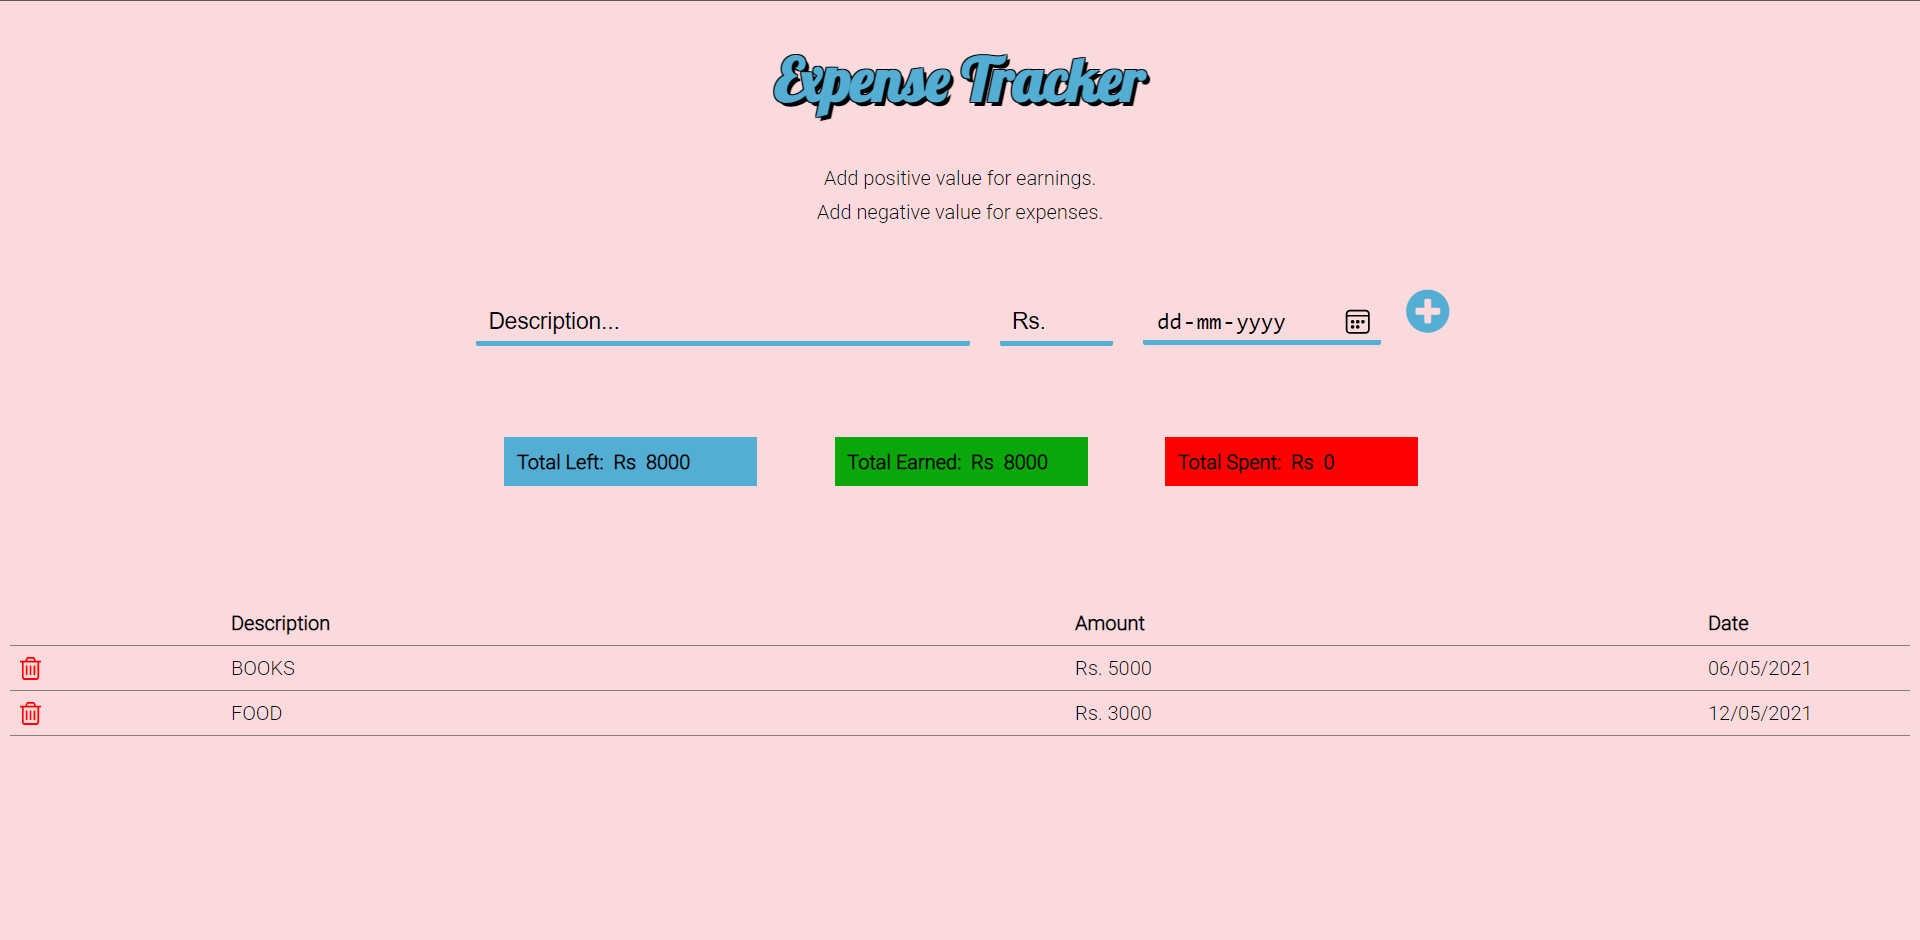 Expense Tracker
Add positive value for earnings.
Add negative value for expenses.
Description... Rs. dd-mm-yyyy
Total Left: Rs 8000 Total Earned: Rs 8000 Total Spent: Rs 0
Description Amount Date
BOOKS Rs. 5000 06/05/2021
FOOD Rs. 3000 12/05/2021